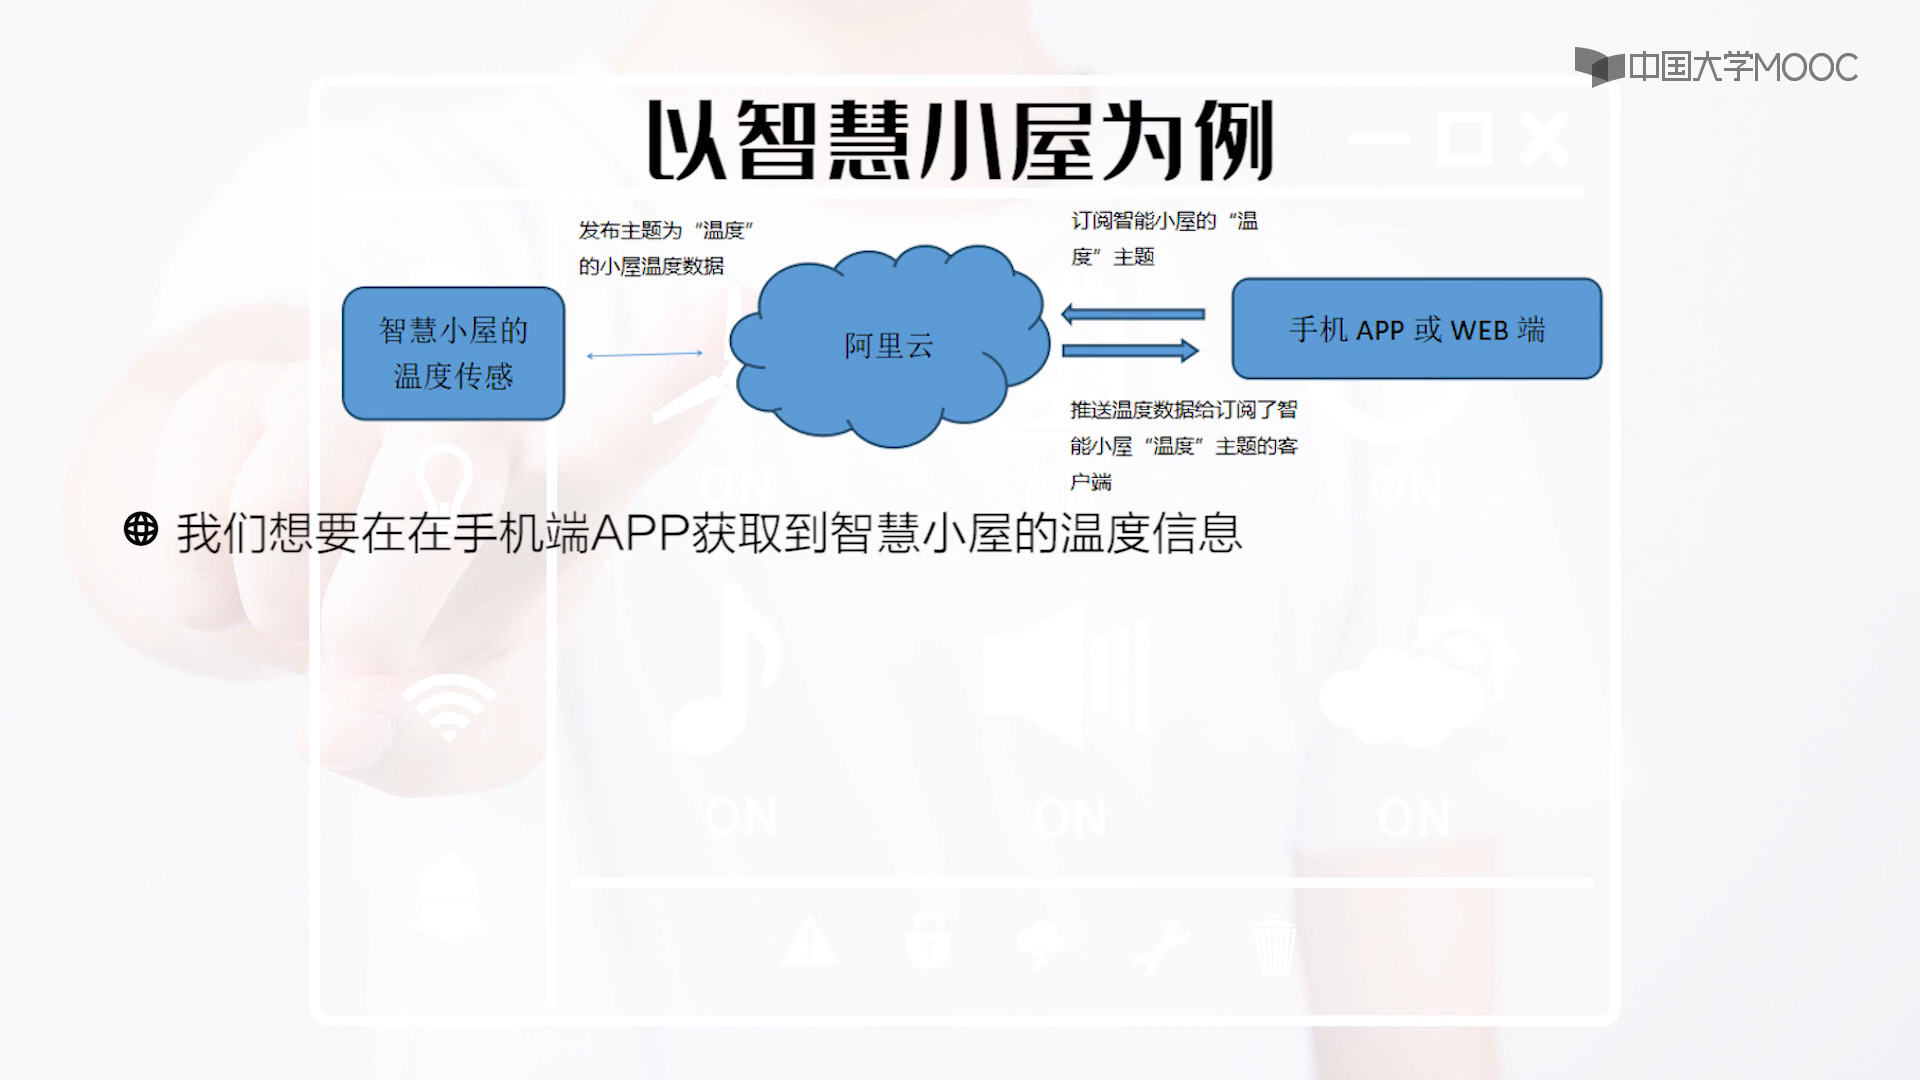 中国大学MOOC
以智慧小屋为例
发布主题为“温度”
的小屋温度数据
订阅智能小屋的“温
度”主题
智慧小屋的
温度传感
阿里云
手机 APP 或 WEB 端
推送温度数据给订阅了智
能小屋“温度”主题的客
户端
ON
ON
我们想要在在手机端APP获取到智慧小屋的温度信息
ON
ON
ON